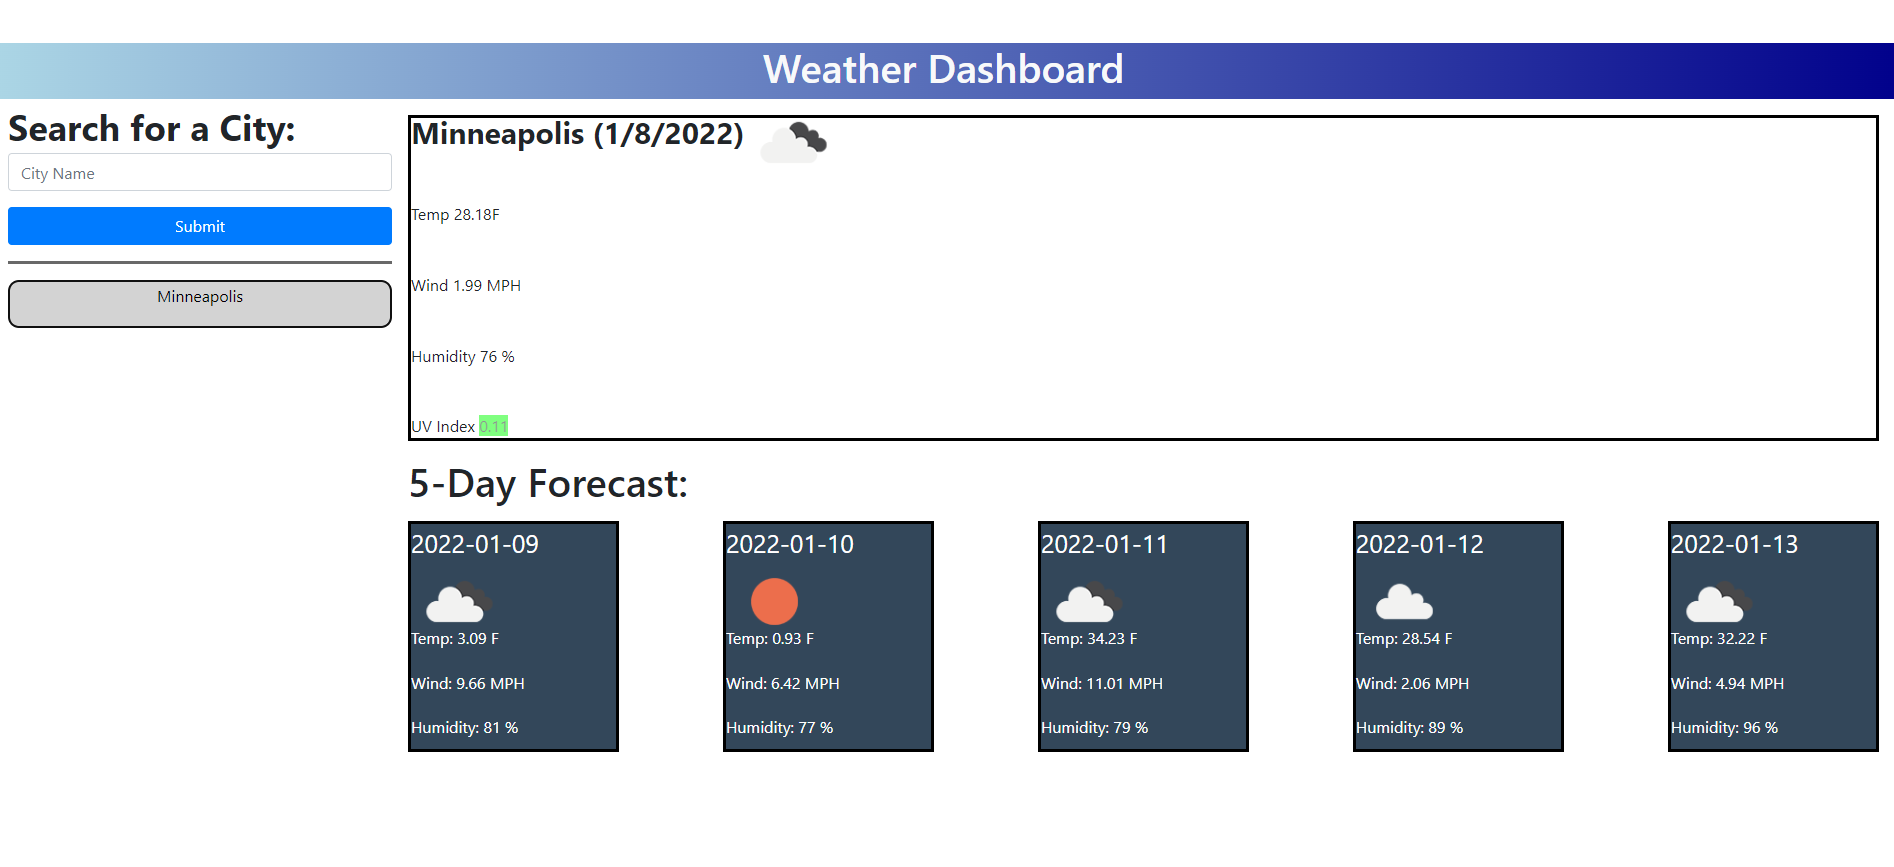 Weather Dashboard
Search for a City:
City Name
Submit
Minneapolis
Minneapolis (1/8/2022)
Temp 28.18F
Wind 1.99 MPH
Humidity 76 %
UV Index 0.11
5-Day Forecast:
2022-01-09
Temp: 3.09 F
Wind: 9.66 MPH
Humidity: 81 %
2022-01-10
Temp: 0.93 F
Wind: 6.42 MPH
Humidity: 77 %
2022-01-11
Temp: 34.23 F
Wind: 11.01 MPH
Humidity: 79 %
2022-01-12
Temp: 28.54 F
Wind: 2.06 MPH
Humidity: 89 %
2022-01-13
Temp: 32.22 F
Wind: 4.94 MPH
Humidity: 96 %